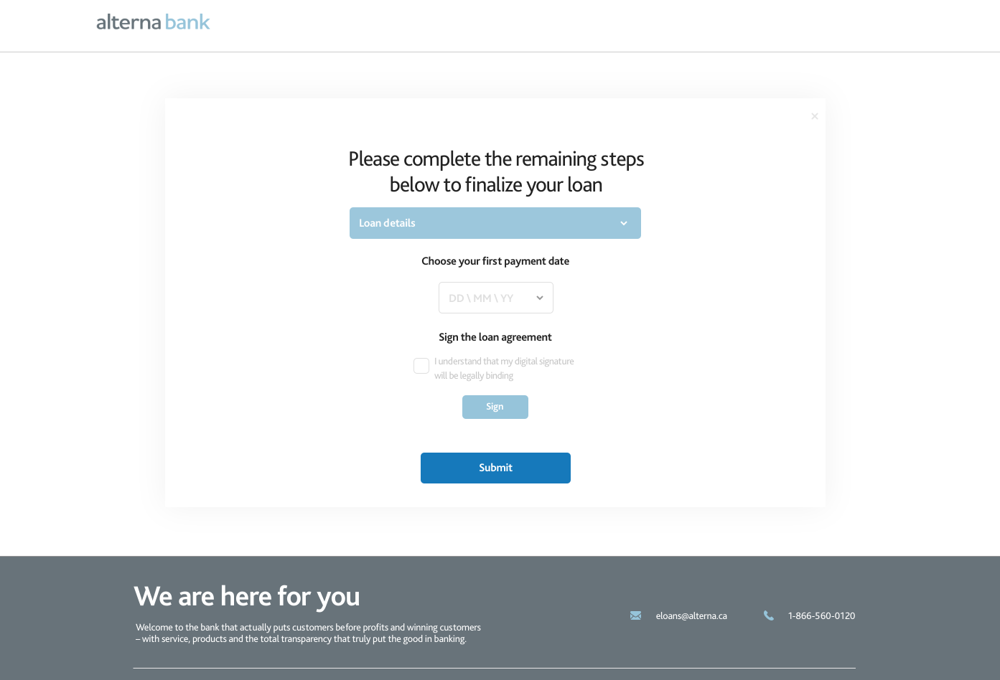 alterna bank
×
Please complete the remaining steps
below to finalize your loan
Loan details
Choose your first payment date
DD \ MM \ YY
Sign the loan agreement
I understand that my digital signature
will be legally binding
Sign
Submit
We are here for you
Welcome to the bank that actually puts customers before profits and winning customers
– with service, products and the total transparency that truly put the good in banking.
eloans@alterna.ca
1-866-560-0120